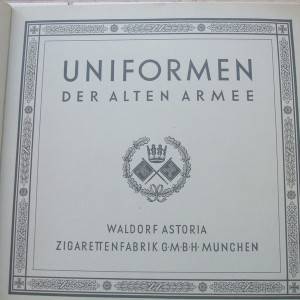 UNIFORMEN
DER ALTEN ARMEE
WALDORF ASTORIA
ZIGARETTENFABRIK G·M·B·H·MÜNCHEN